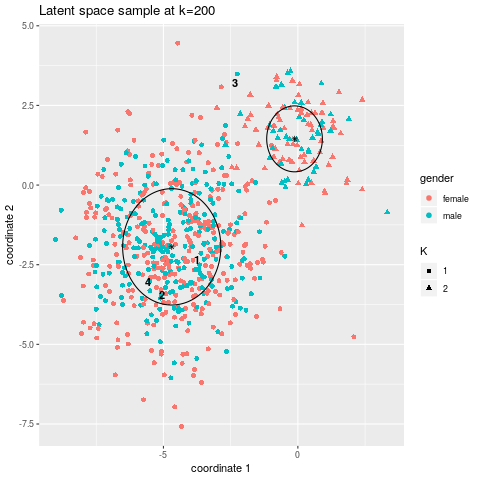 Latent space sample at k=200
5.0
2.5
0.0
-2.5
-5.0
-7.5
coordinate 2
3
1
4
2
-5
0
coordinate 1
gender
female
male
K
1
2